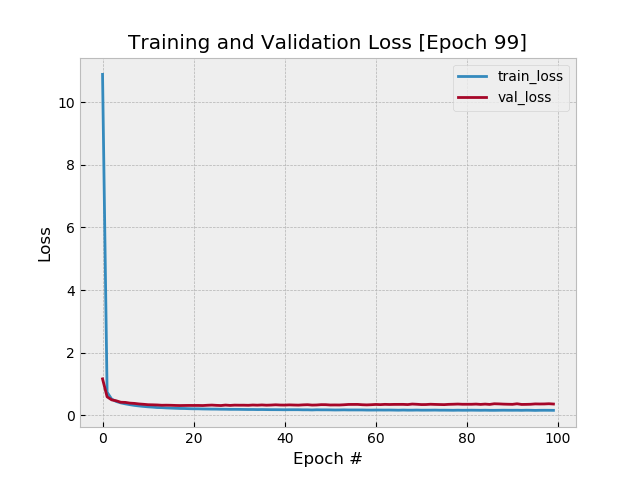 Training and Validation Loss [Epoch 99]
train_loss
val_loss
10
8
6
4
2
0
Loss
0 20 40 60 80 100
Epoch #